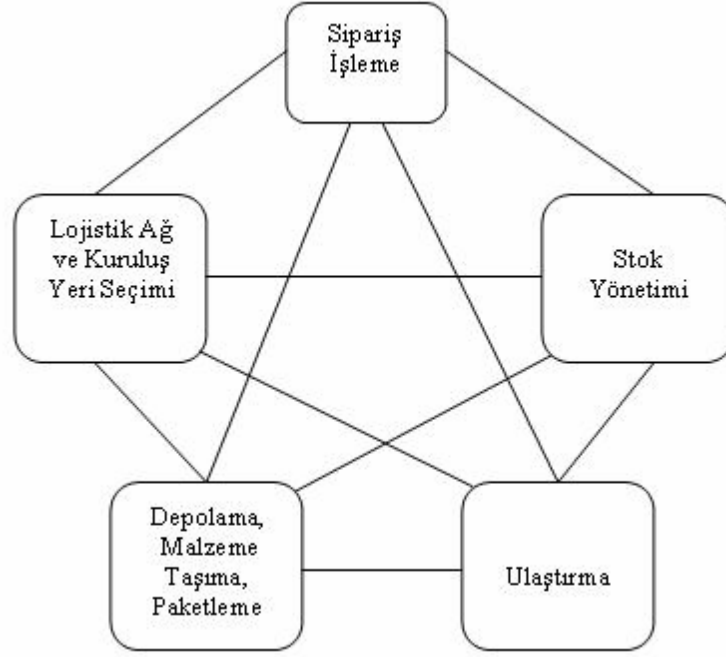 Sipariş
İşleme
Lojistik Ağ
ve Kuruluş
Yeri Seçimi
Stok
Yönetimi
Depolama,
Malzeme
Taşıma,
Paketleme
Ulaştırma